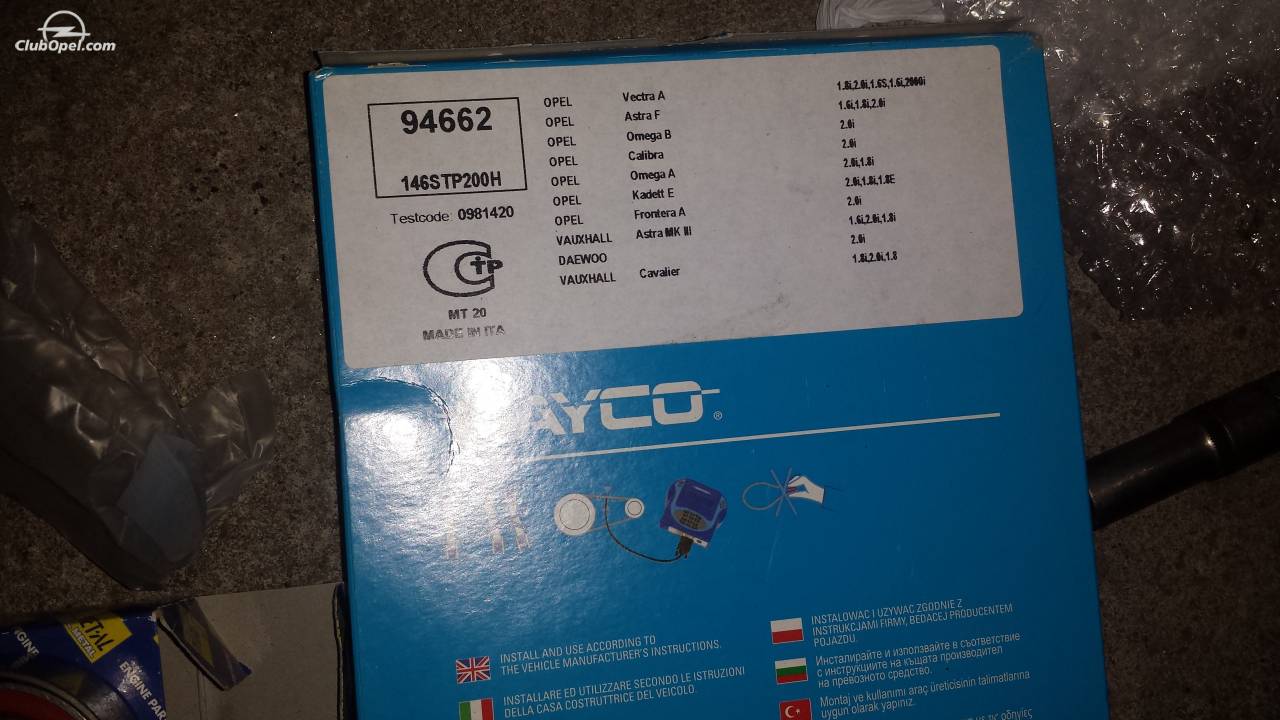 ClubOpel.com
94662
146STP200H
Testcode: 0981420
MT 20
MADE IN ITA
OPEL Vectra A 1.8i,2.0i,1.6S,1.6i,2000i
OPEL Astra F 1.6i,1.8i,2.0i
OPEL Omega B 2.0i
OPEL Calibra 2.0i
OPEL Omega A 2.0i,1.8i
OPEL Kadett E 2.0i,1.8i,1.8E
OPEL Frontera A 2.0i
VAUXHALL Astra MK III 1.6i,2.0i,1.8i
DAEWOO 2.0i
VAUXHALL Cavalier 1.8i,2.0i,1.8
AYCO ®
INSTALL AND USE ACCORDING TO
THE VEHICLE MANUFACTURER'S INSTRUCTIONS.
INSTALLARE ED UTILIZZARE SECONDO LE ISTRUZIONI
DELLA CASA COSTRUTTRICE DEL VEICOLO.
INSTALOWAC I UZYWAC ZGODNIE Z
INSTRUKCJAMI FIRMY, BEDACEJ PRODUCENTEM
POJAZDU.
Инсталирайте и използвайте в съответствие
с инструкциите на къщата производител
на превозното средство.
Montaj ve kullanımı araç üreticisinin talimatlarına
uygun olarak yapınız.
ις οδηγίες
METAL
ENGINE PAR